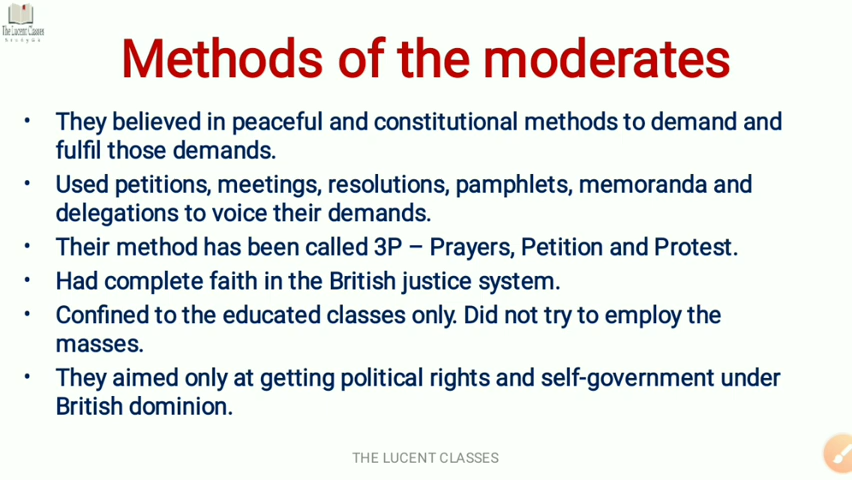 The Lucent Classes
Methods of the moderates
• They believed in peaceful and constitutional methods to demand and
fulfil those demands.
• Used petitions, meetings, resolutions, pamphlets, memoranda and
delegations to voice their demands.
• Their method has been called 3P – Prayers, Petition and Protest.
• Had complete faith in the British justice system.
• Confined to the educated classes only. Did not try to employ the
masses.
• They aimed only at getting political rights and self-government under
British dominion.
THE LUCENT CLASSES